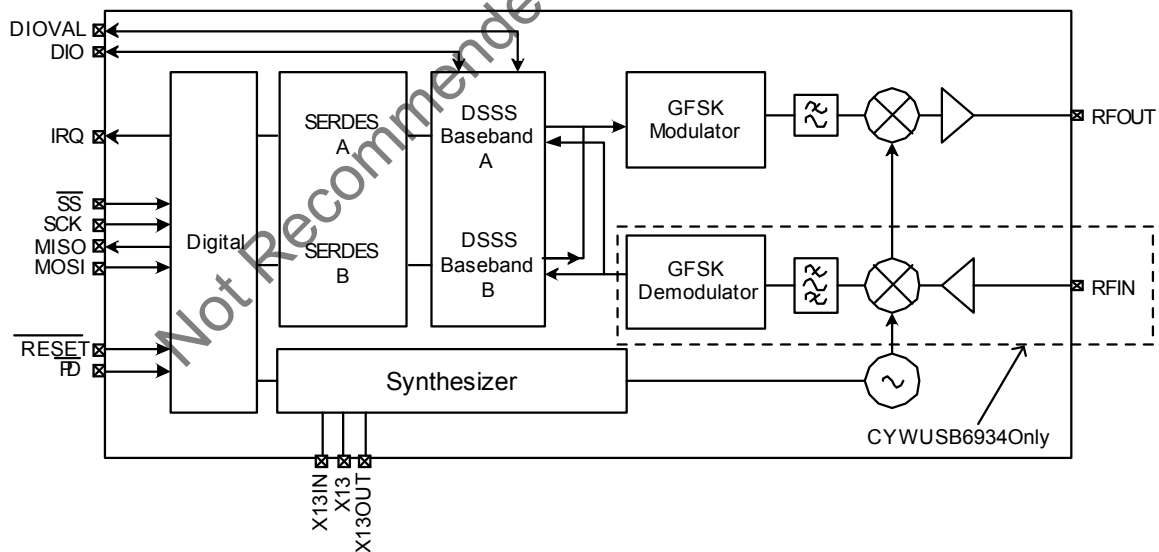 DIOVAL
DIO
IRQ
SS
SCK
MISO
MOSI
RESET
PD
Digital
SERDES
A
SERDES
B
DSSS
Baseband
A
DSSS
Baseband
B
GFSK
Modulator
GFSK
Demodulator
Synthesizer
RFOUT
RFIN
CYWUSB6934Only
X13IN
X13
X13OUT
Not Recommende